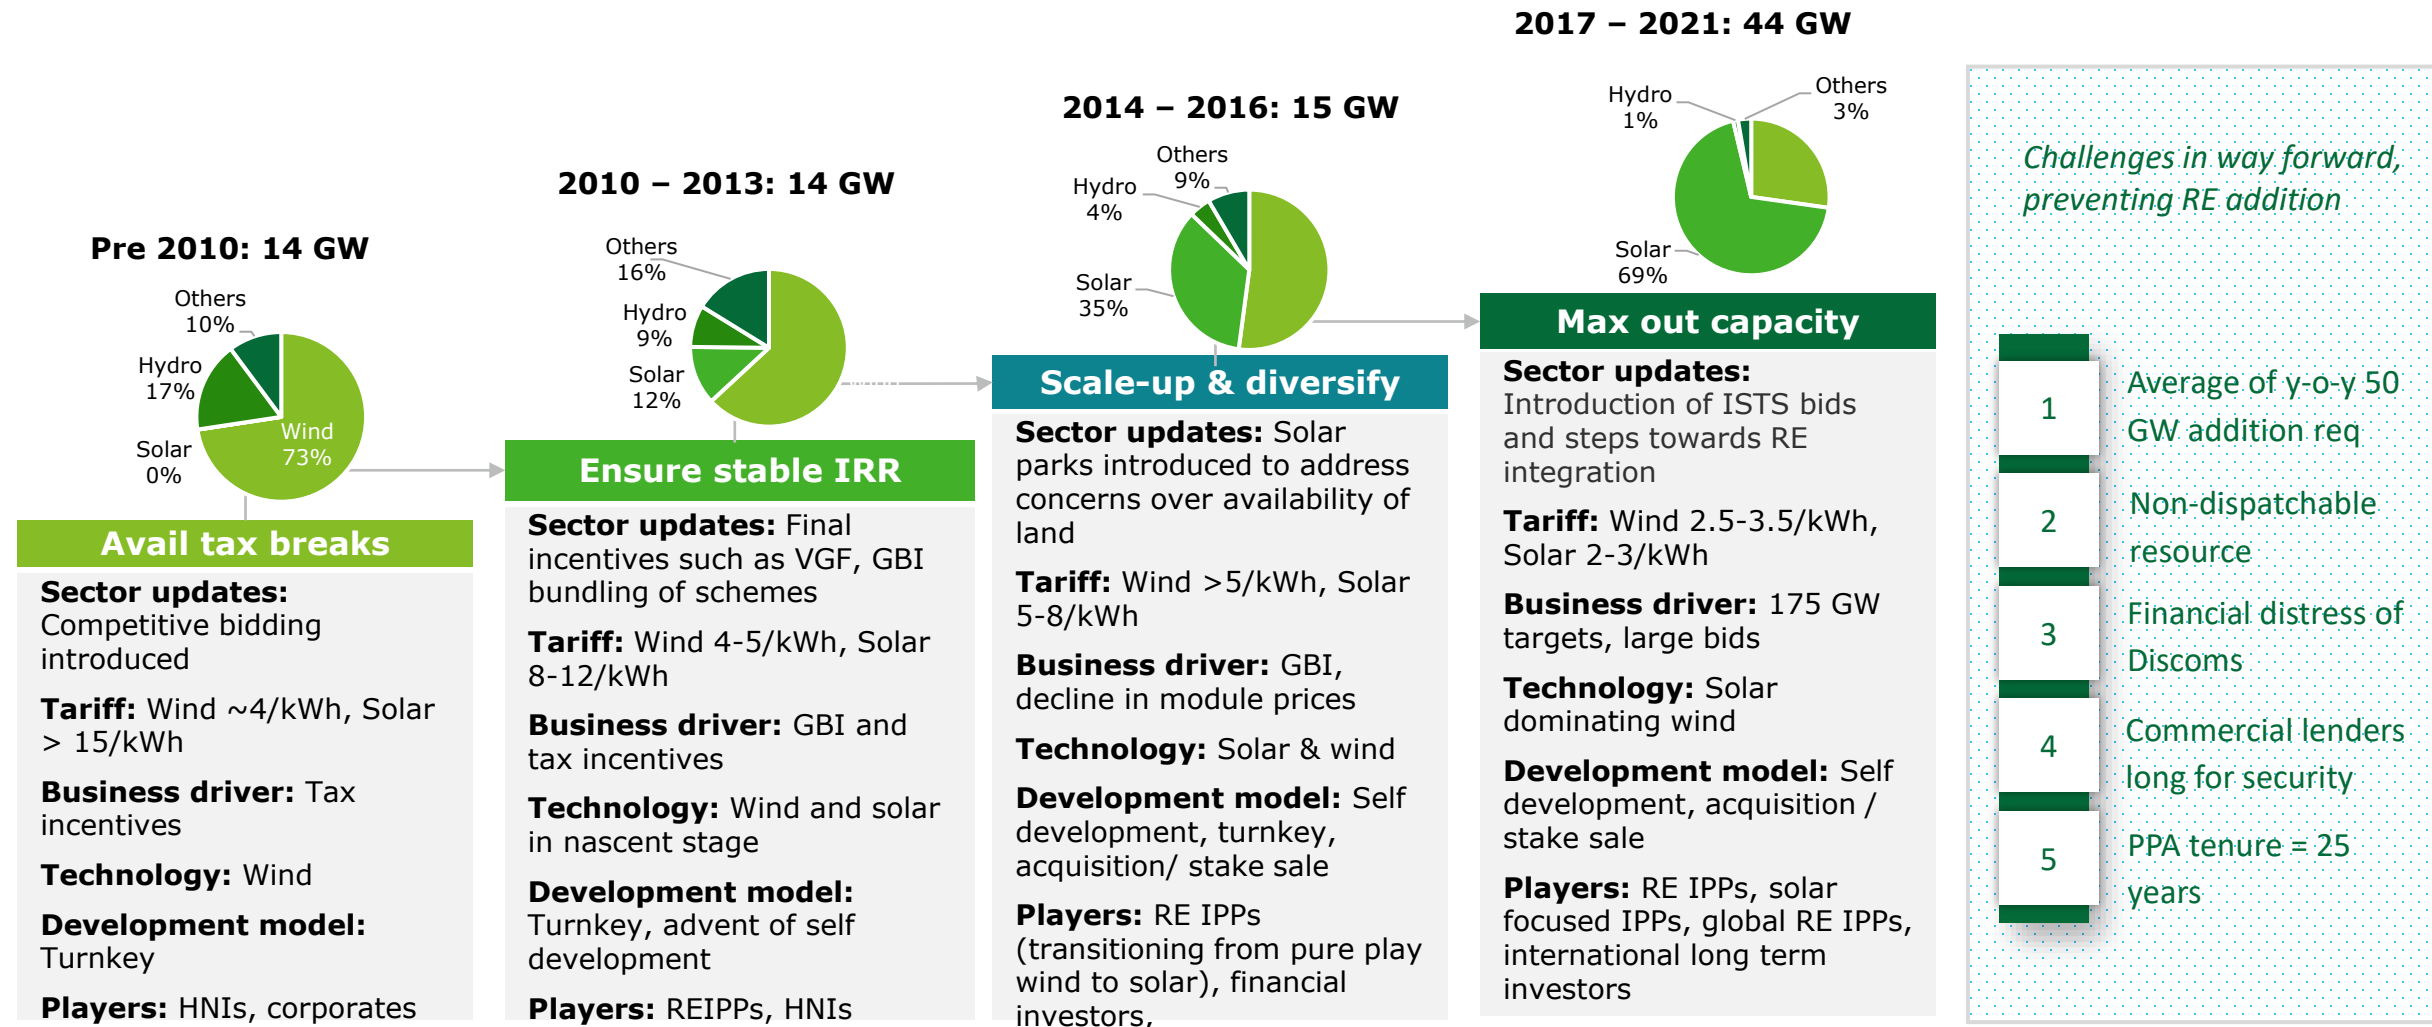 Pre 2010: 14 GW
Others
10%
Hydro
17%
Solar
0%
Wind
73%
Avail tax breaks
Sector updates:
Competitive bidding
introduced
Tariff: Wind ~4/kWh, Solar
> 15/kWh
Business driver: Tax
incentives
Technology: Wind
Development model:
Turnkey
Players: HNIs, corporates
2010 – 2013: 14 GW
Others
16%
Hydro
9%
Solar
12%
Ensure stable IRR
Sector updates: Final
incentives such as VGF, GBI
bundling of schemes
Tariff: Wind 4-5/kWh, Solar
8-12/kWh
Business driver: GBI and
tax incentives
Technology: Wind and solar
in nascent stage
Development model:
Turnkey, advent of self
development
Players: REIPPs, HNIs
2014 – 2016: 15 GW
Others
9%
Hydro
4%
Solar
35%
Scale-up & diversify
Sector updates: Solar
parks introduced to address
concerns over availability of
land
Tariff: Wind >5/kWh, Solar
5-8/kWh
Business driver: GBI,
decline in module prices
Technology: Solar & wind
Development model: Self
development, turnkey,
acquisition/ stake sale
Players: RE IPPs
(transitioning from pure play
wind to solar), financial
investors,
2017 – 2021: 44 GW
Hydro
1%
Others
3%
Solar
69%
Max out capacity
Sector updates:
Introduction of ISTS bids
and steps towards RE
integration
Tariff: Wind 2.5-3.5/kWh,
Solar 2-3/kWh
Business driver: 175 GW
targets, large bids
Technology: Solar
dominating wind
Development model: Self
development, acquisition /
stake sale
Players: RE IPPs, solar
focused IPPs, global RE IPPs,
international long term
investors
Challenges in way forward,
preventing RE addition
1
Average of y-o-y 50
GW addition req
2
Non-dispatchable
resource
3
Financial distress of
Discoms
4
Commercial lenders
long for security
5
PPA tenure = 25
years